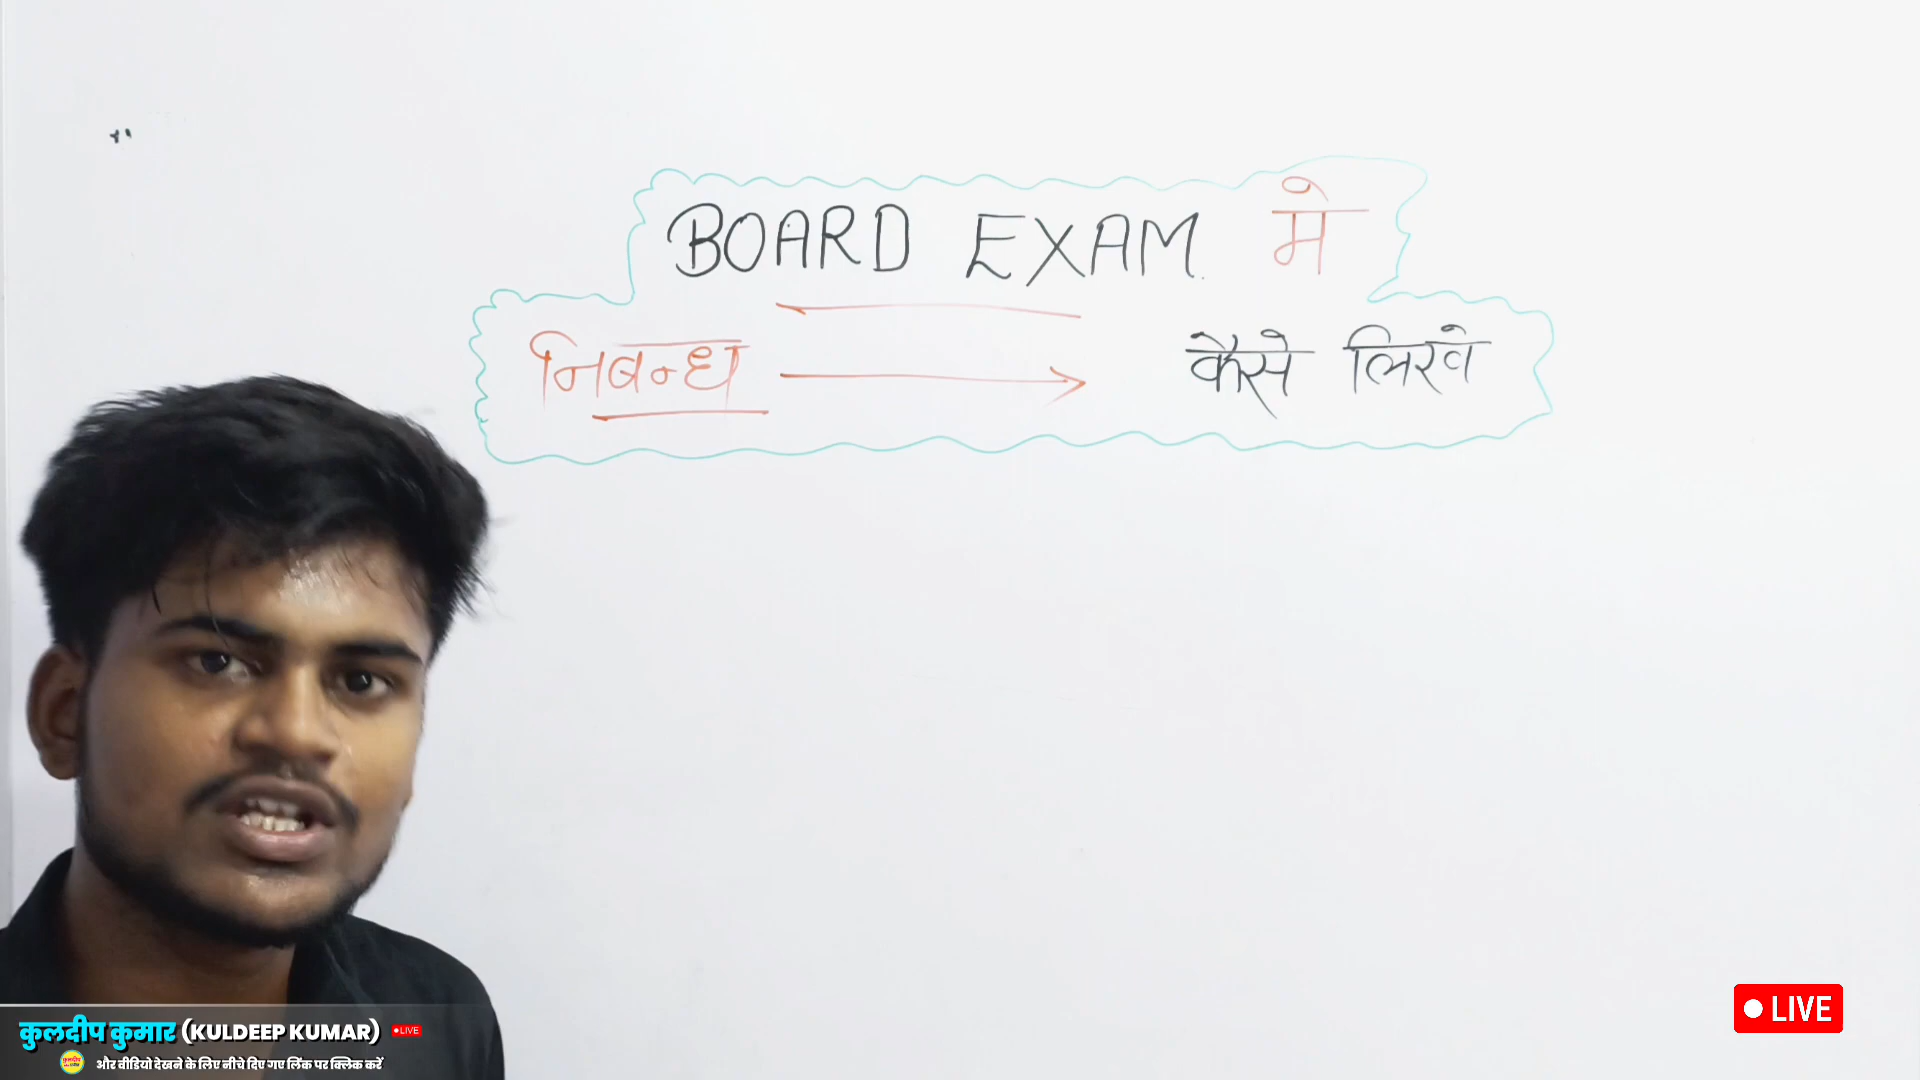 BOARD EXAM. मे
निबन्ध → कैसे लिखे
LIVE
कुलदीप कुमार (KULDEEP KUMAR) LIVE
और वीडियो देखने के लिए नीचे दिए गए लिंक पर क्लिक करें